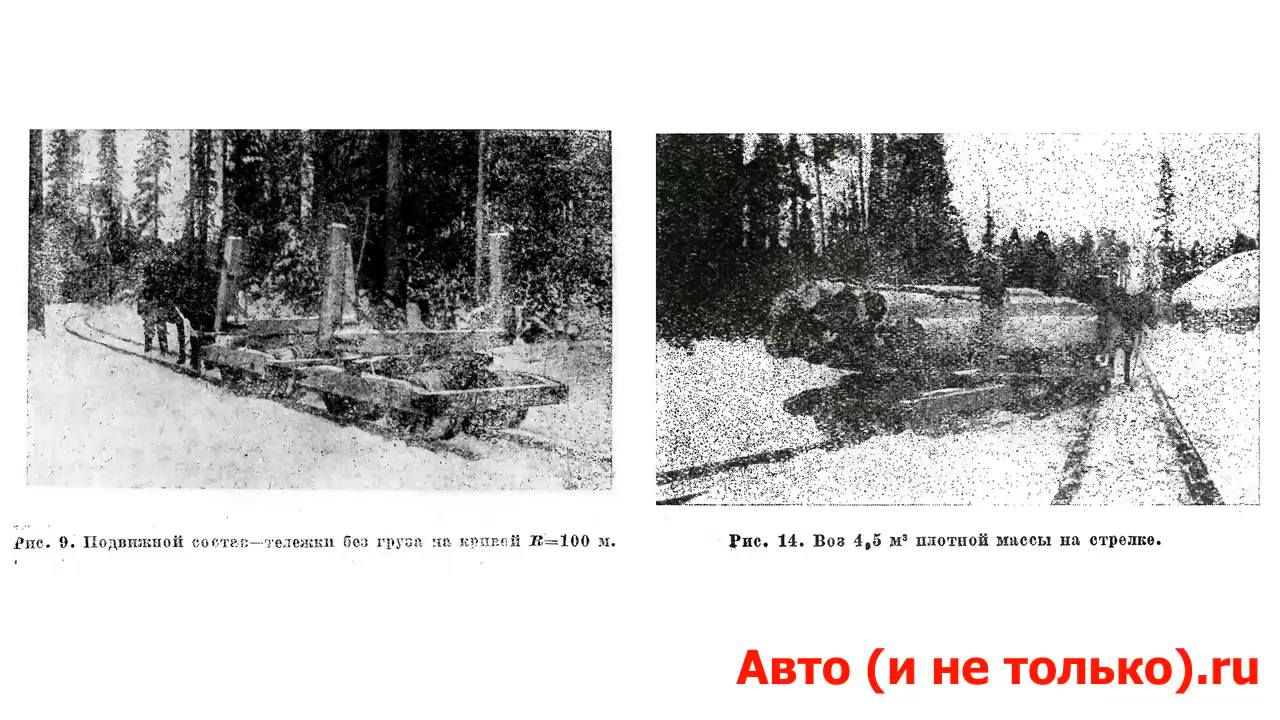 Рис. 9. Подвижной состав—тележки без груза на кривой R=100 м.
Рис. 14. Воз 4,5 м³ плотной массы на стрелке.
Авто (и не только).ru